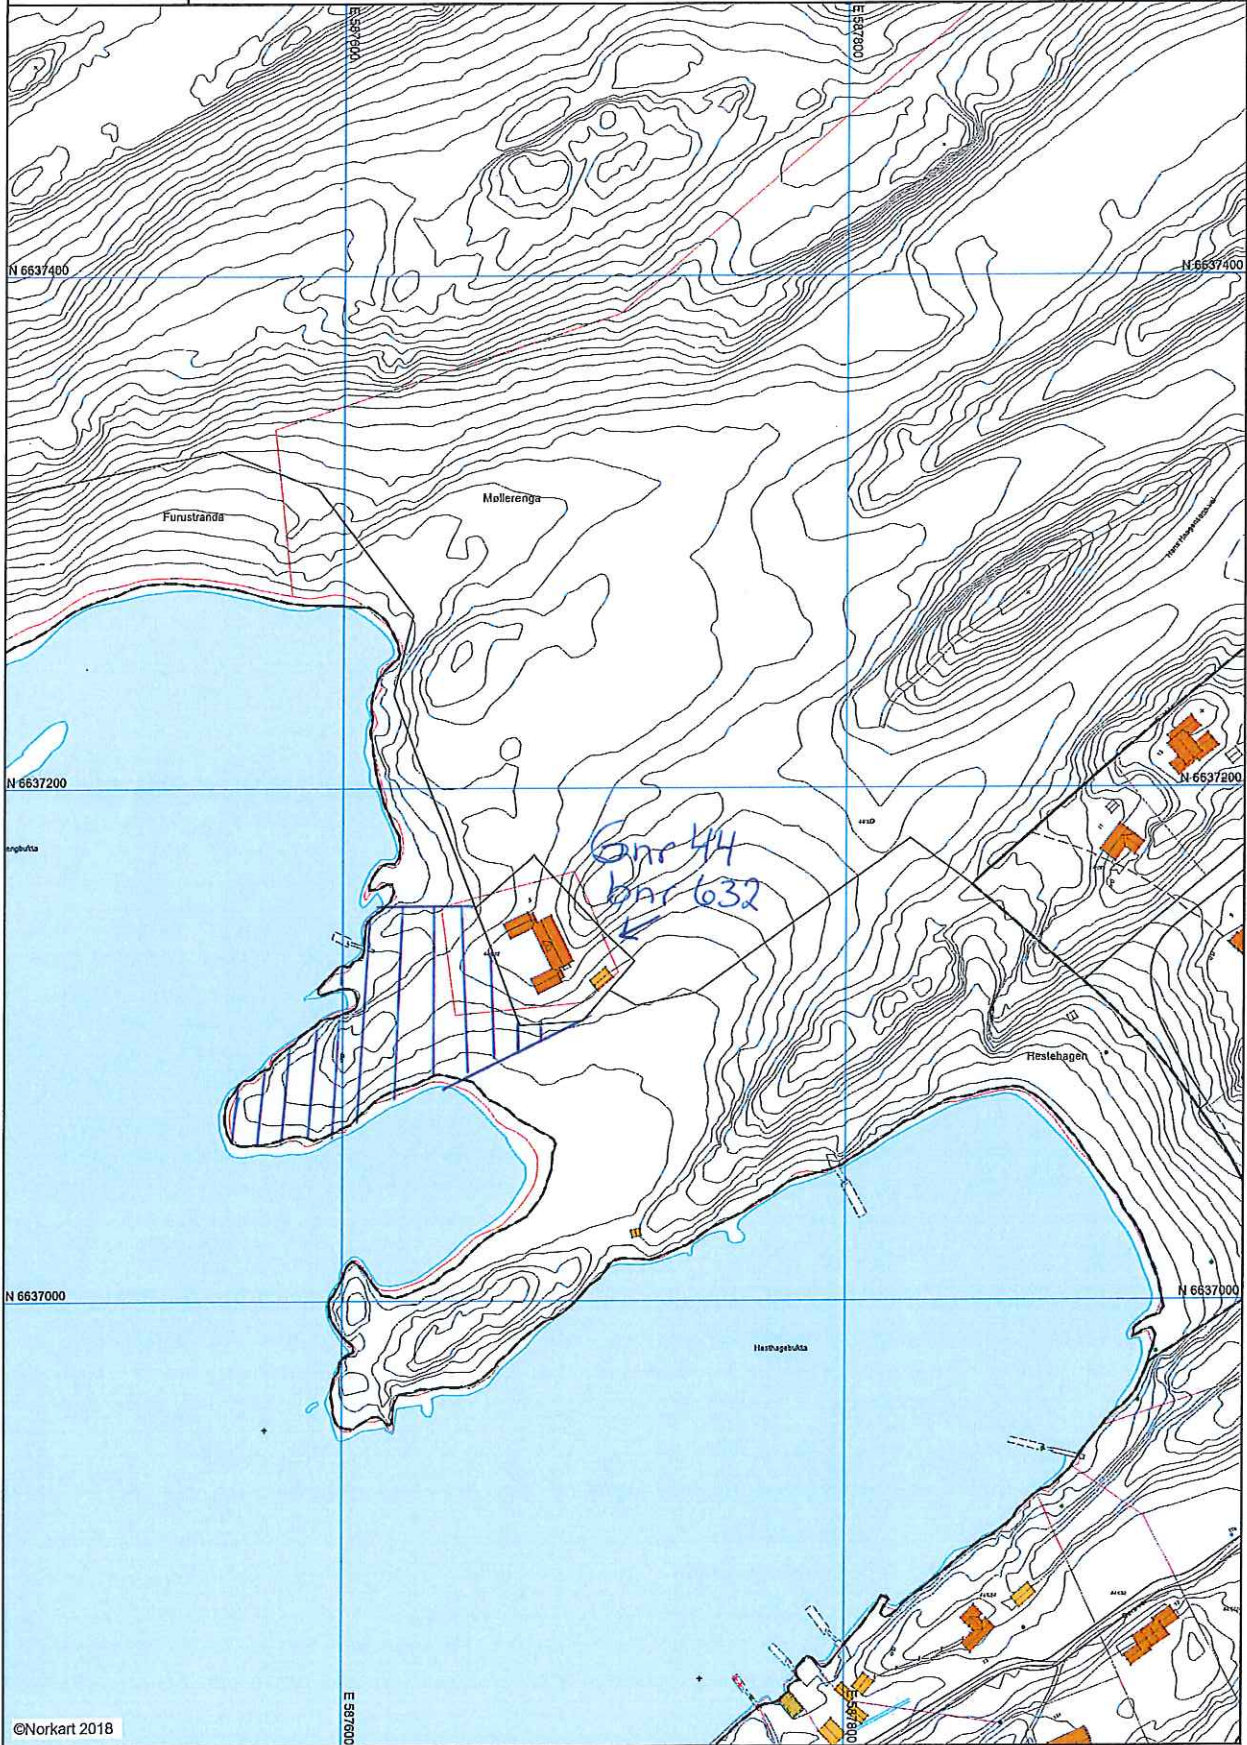 E 587600
E 587800
N 6637400
N 6637400
Møllerenga
Furustranda
N 6637200
N 6637200
Gnr 44
bnr 632
Hestehagen
N 6637000
N 6637000
Hesthagebukta
E 587600
E 587800
©Norkart 2018